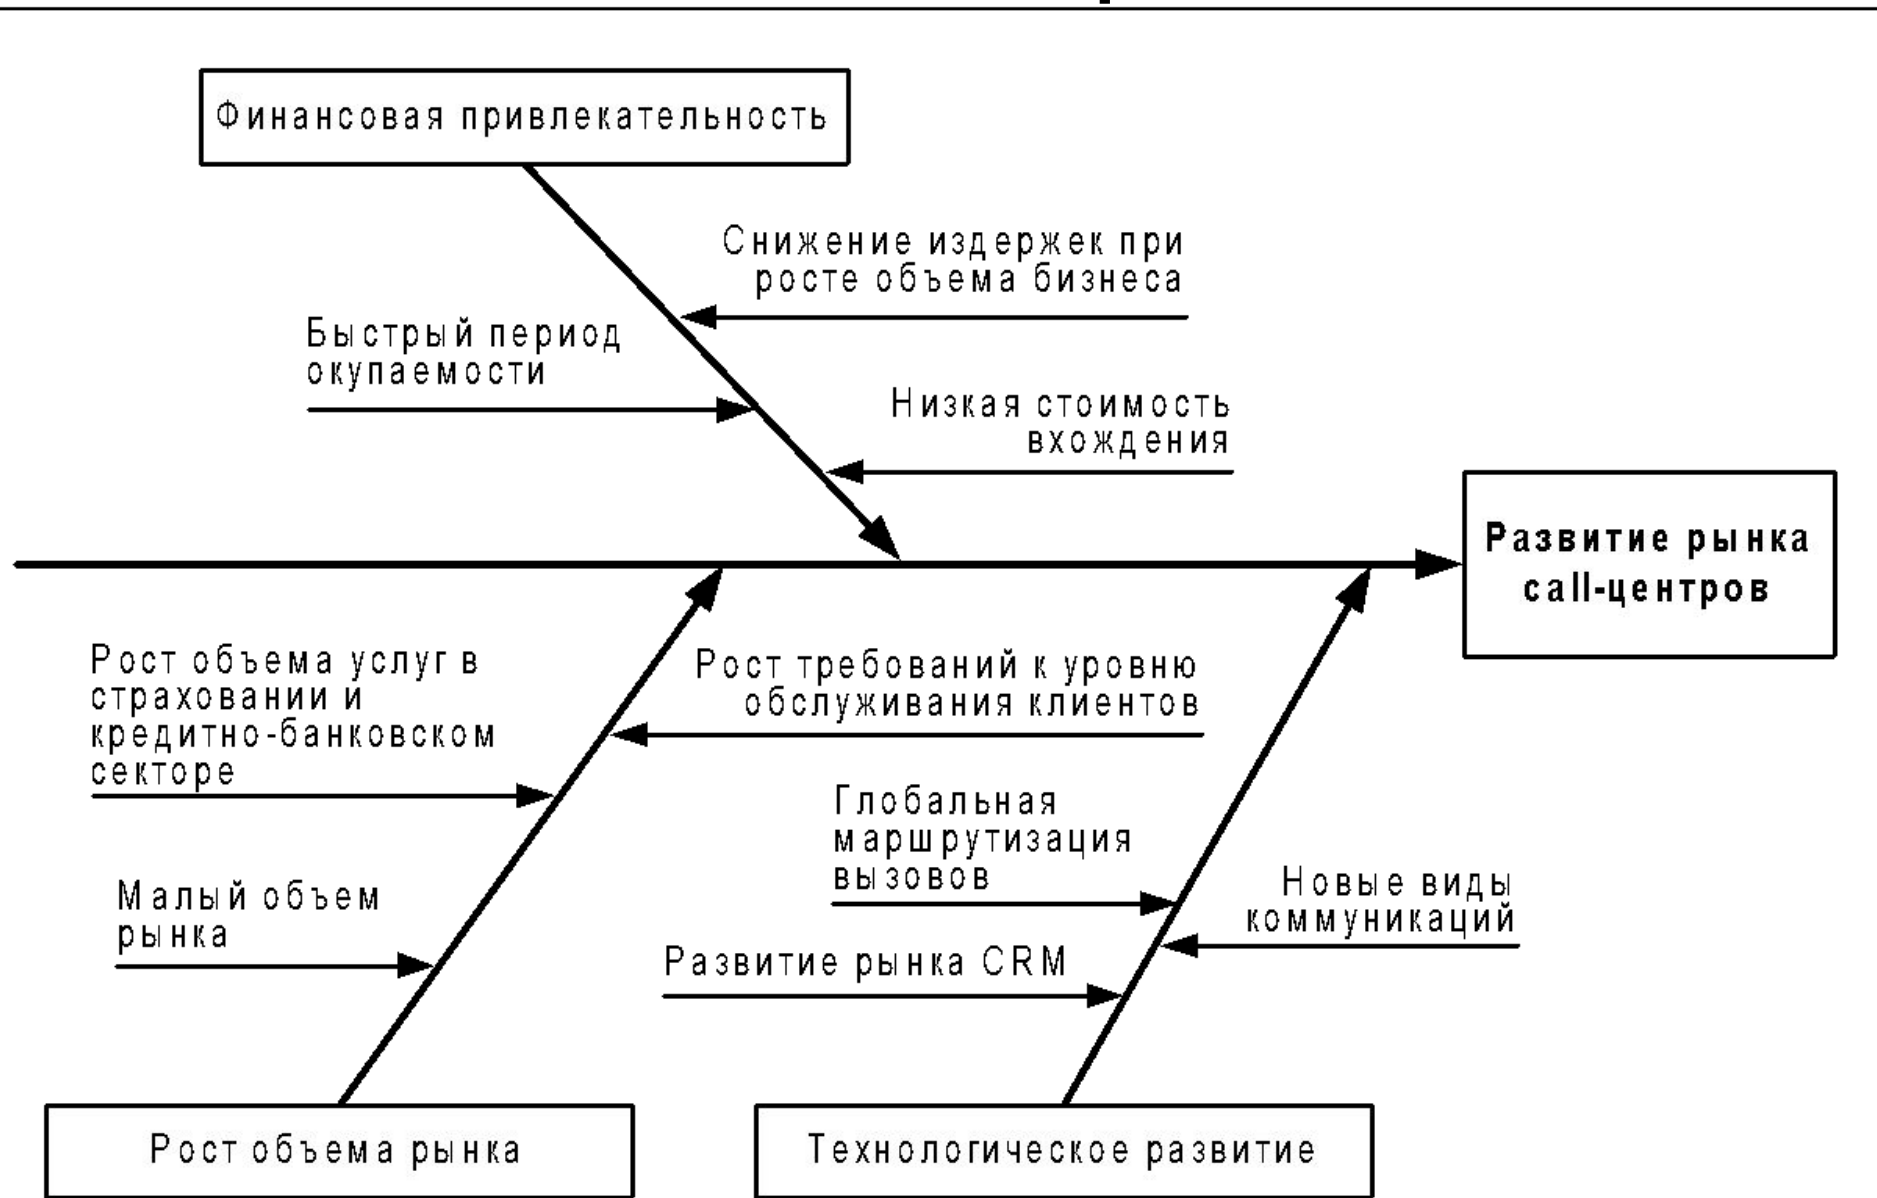 Финансовая привлекательность
Снижение издержек при
росте объема бизнеса
Быстрый период
окупаемости
Низкая стоимость
вхождения
Развитие рынка
call-центров
Рост объема услуг в
страховании и
кредитно-банковском
секторе
Рост требований к уровню
обслуживания клиентов
Глобальная
маршрутизация
вызовов
Малый объем
рынка
Новые виды
коммуникаций
Развитие рынка CRM
Рост объема рынка
Технологическое развитие